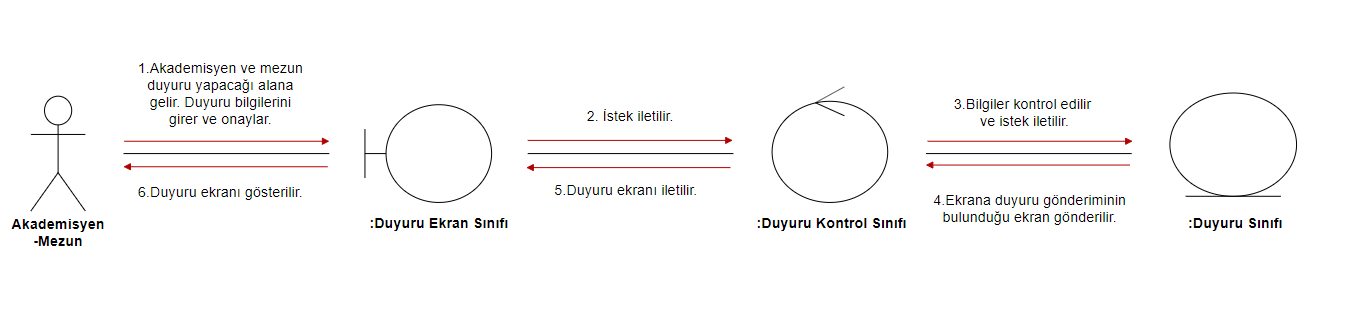 1.Akademisyen ve mezun
duyuru yapacağı alana
gelir. Duyuru bilgilerini
girer ve onaylar.
6.Duyuru ekranı gösterilir.
Akademisyen
-Mezun
:Duyuru Ekran Sınıfı
2. İstek iletilir.
5.Duyuru ekranı iletilir.
:Duyuru Kontrol Sınıfı
3.Bilgiler kontrol edilir
ve istek iletilir.
4.Ekrana duyuru gönderiminin
bulunduğu ekran gönderilir.
:Duyuru Sınıfı